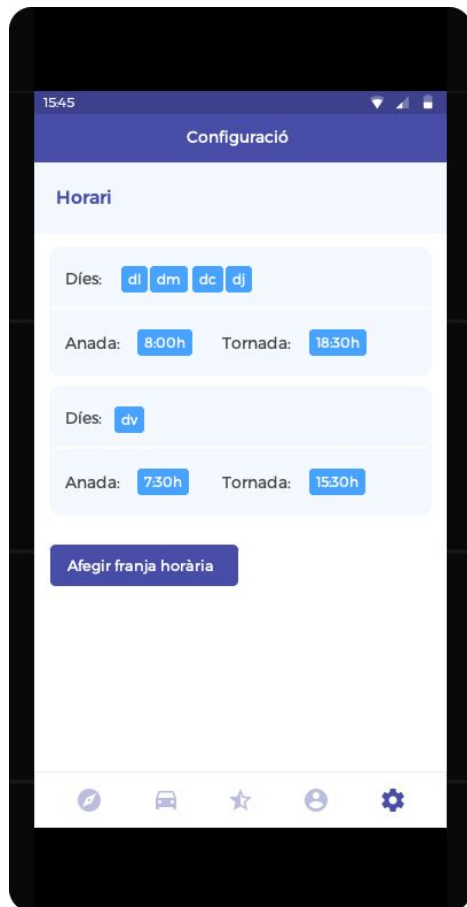 15:45
Configuració
Horari
Díes: dl dm dc dj
Anada: 8:00h Tornada: 18:30h
Díes: dv
Anada: 7:30h Tornada: 15:30h
Afegir franja horària